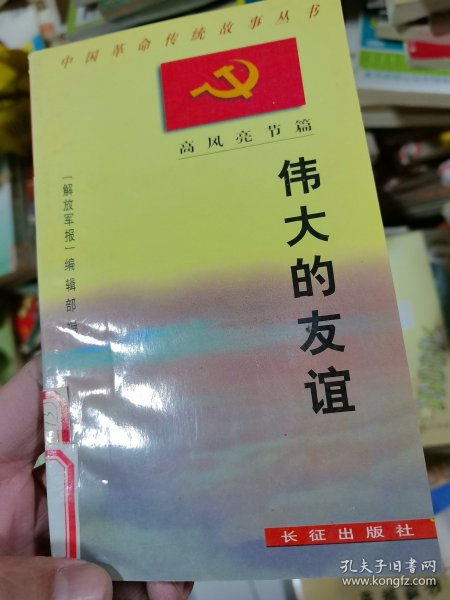 中国革命传统故事丛书
高风亮节篇
伟大的友谊
「解放军报」编辑部
长征出版社
孔夫子旧书网
www.kongfz.com